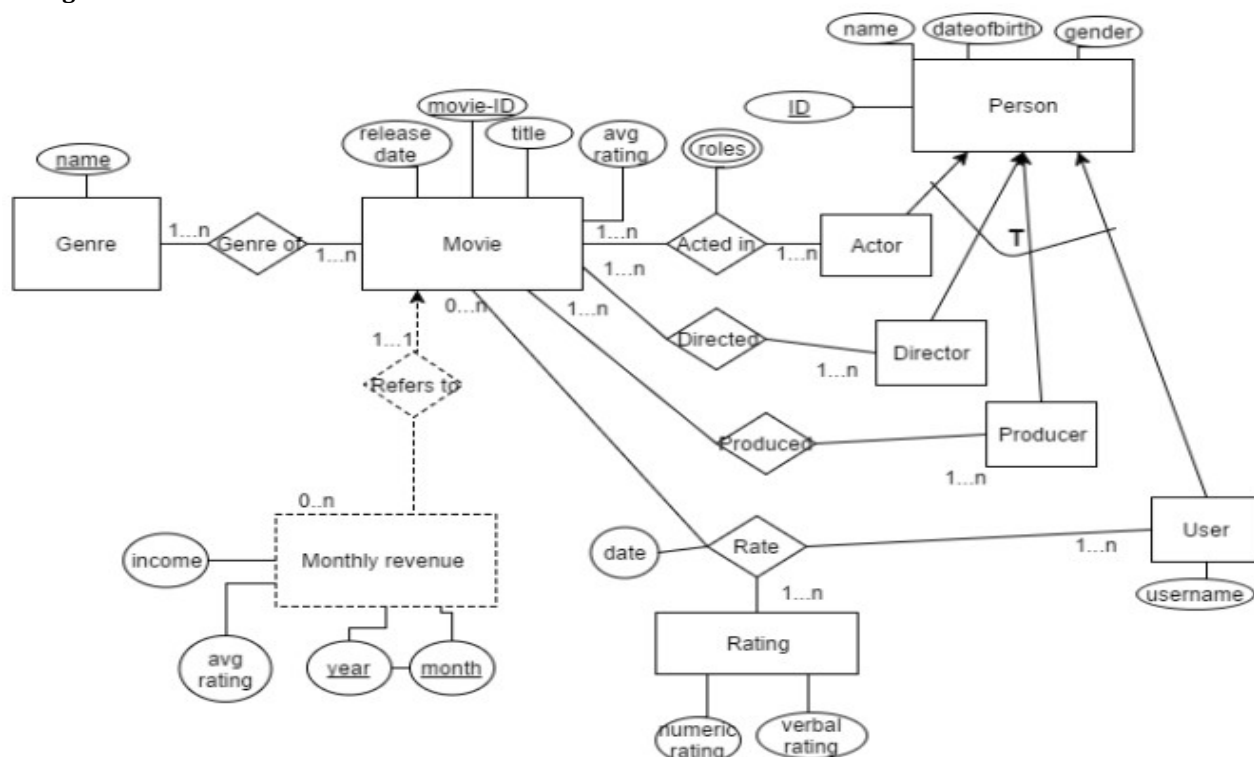 name
dateofbirth
gender
Person
ID
movie-ID
release
date
title
avg
rating
roles
name
Genre
1...n
Genre of
1...n
Movie
1...n
Acted in
1...n
Actor
T
1...n
Directed
1...n
Director
0...n
1...n
Produced
1...n
Producer
1...1
Refers to
0..n
Monthly revenue
income
avg
rating
year
month
date
Rate
1...n
User
username
1...n
Rating
numeric
rating
verbal
rating